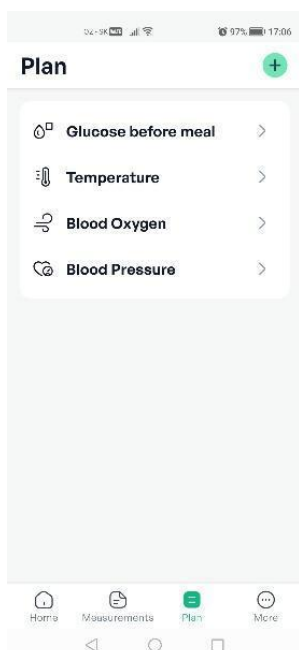 97% 17:06
Plan
Glucose before meal
Temperature
Blood Oxygen
Blood Pressure
Home Measurements Plan More